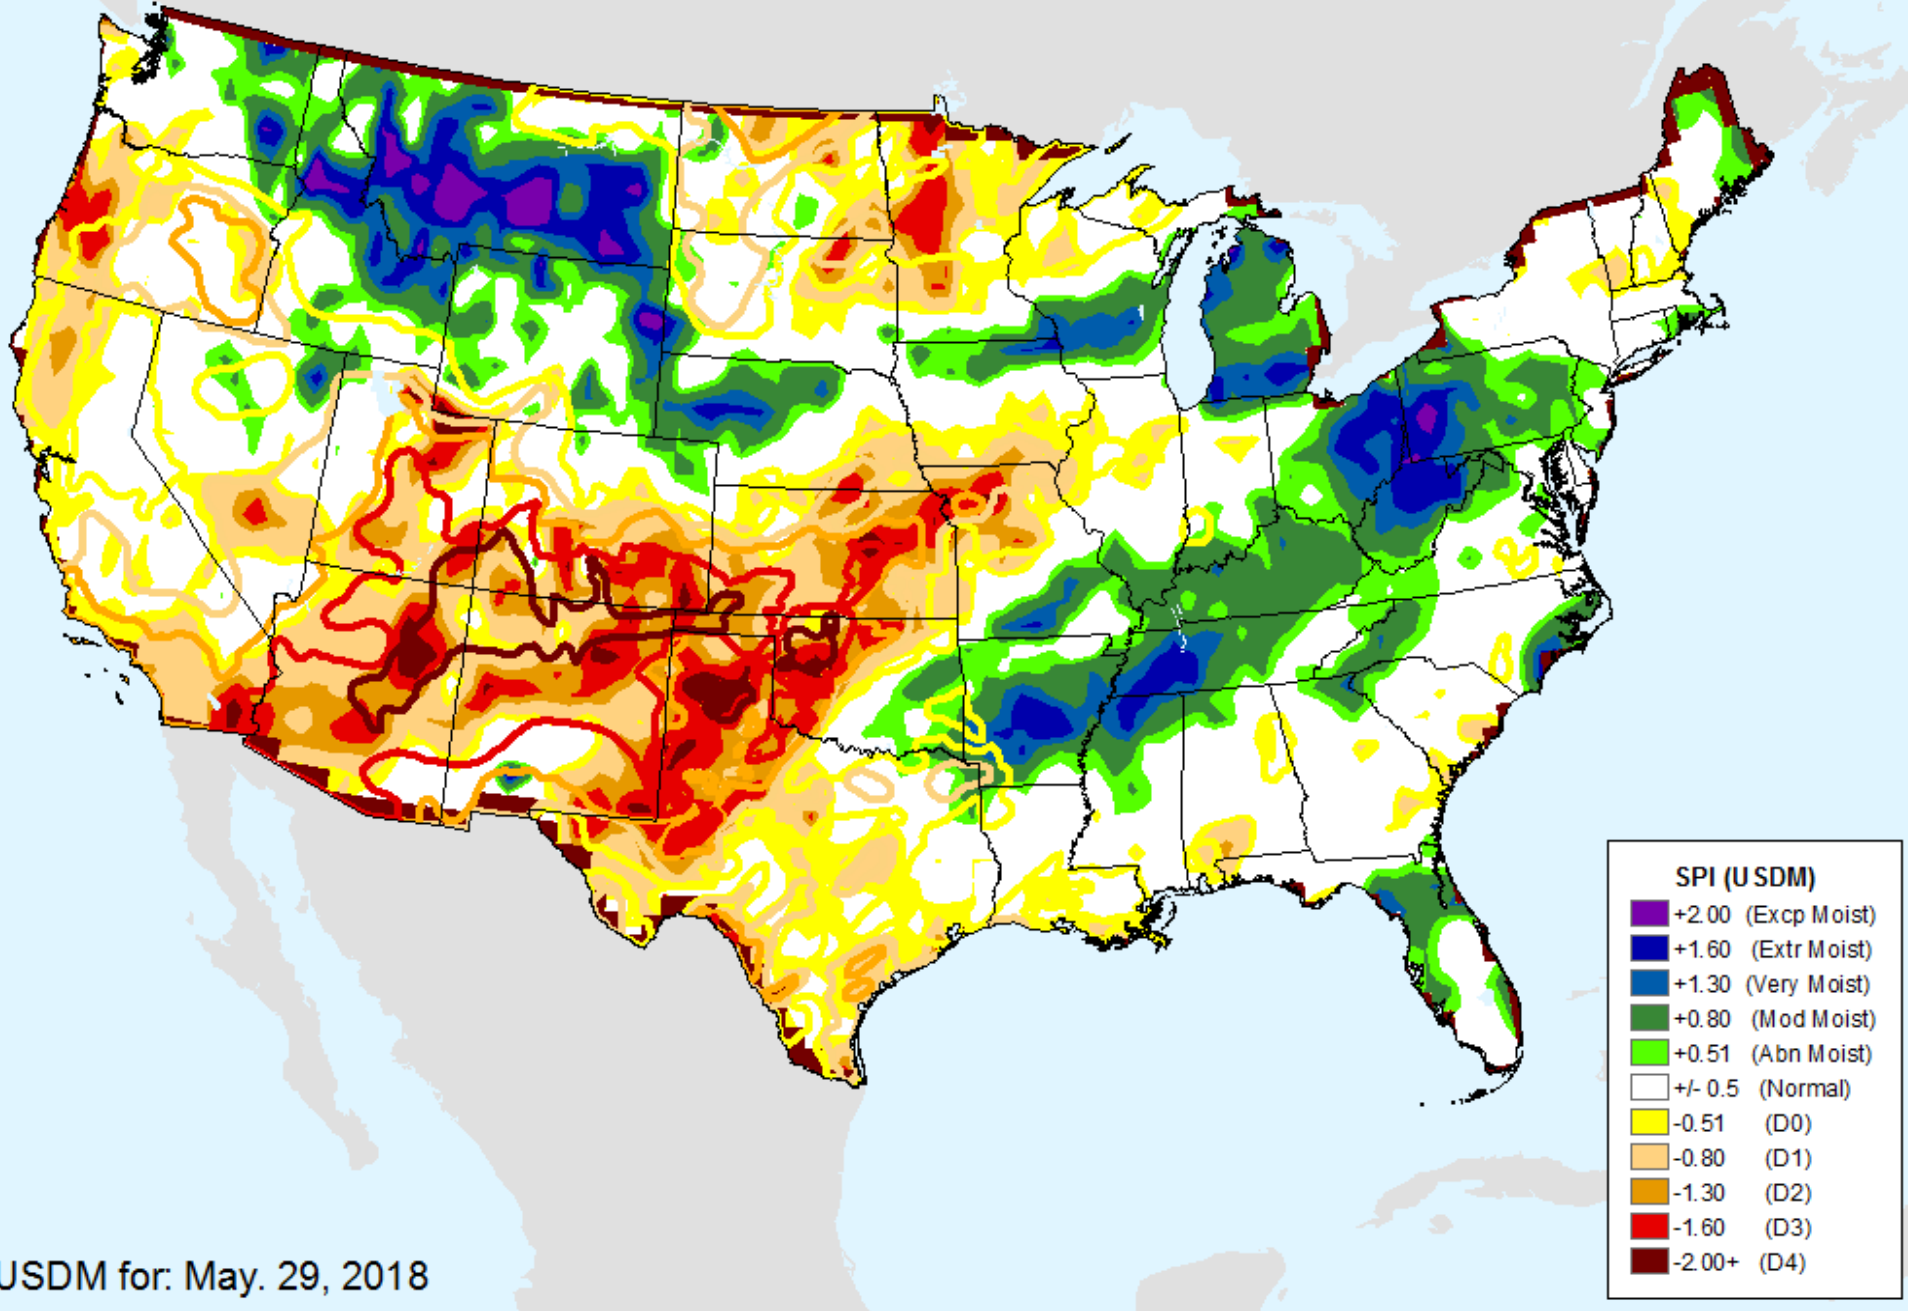 SPI (USDM)
+2.00 (Excp Moist)
+1.60 (Extr Moist)
+1.30 (Very Moist)
+0.80 (Mod Moist)
+0.51 (Abn Moist)
+/- 0.5 (Normal)
-0.51 (D0)
-0.80 (D1)
-1.30 (D2)
-1.60 (D3)
-2.00+ (D4)
USDM for: May. 29, 2018